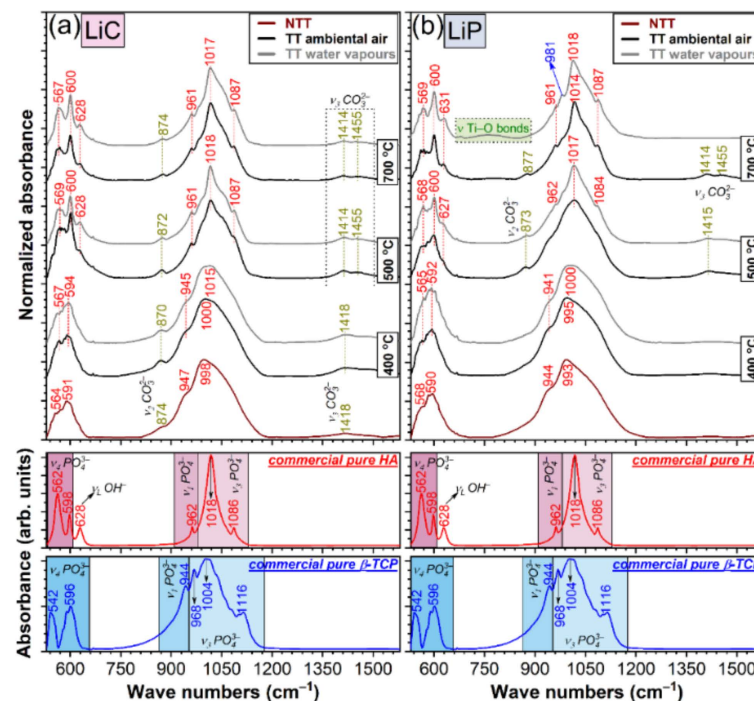 (a) LiC
NTT
TT ambiental air
TT water vapours
567
600
628
874
961
1017
1087
ν3 CO3^2−
1414
1455
700 °C
569
600
628
872
961
1018
1087
1414
1455
500 °C
567
594
870
945
1000
1015
1418
400 °C
564
591
ν2 CO3^2−
874
947
998
ν3 CO3^2−
1418
(b) LiP
NTT
TT ambiental air
TT water vapours
569
600
631
ν Ti–O bonds
877
961
981
1018
1014
1087
1414
1455
700 °C
568
600
627
ν2 CO3^2−
873
962
1017
1084
ν3 CO3^2−
1415
500 °C
565
592
941
995
1000
400 °C
568
590
944
993
Normalized absorbance
commercial pure HA
ν4 PO4^3−
562
598
νL OH−
628
ν1 PO4^3−
962
1018
1086
ν3 PO4^3−
commercial pure HA
ν4 PO4^3−
562
598
νL OH−
628
ν1 PO4^3−
962
1018
1086
ν3 PO4^3−
commercial pure β-TCP
ν4 PO4^3−
542
596
ν1 PO4^3−
944
968
1004
1116
ν3 PO4^3−
commercial pure β-TC
ν4 PO4^3−
542
596
ν1 PO4^3−
944
968
1004
1116
ν3 PO4^3−
Absorbance (arb. units)
600 750 900 1050 1200 1350 1500
600 750 900 1050 1200 1350 1500
Wave numbers (cm−1)
Wave numbers (cm−1)